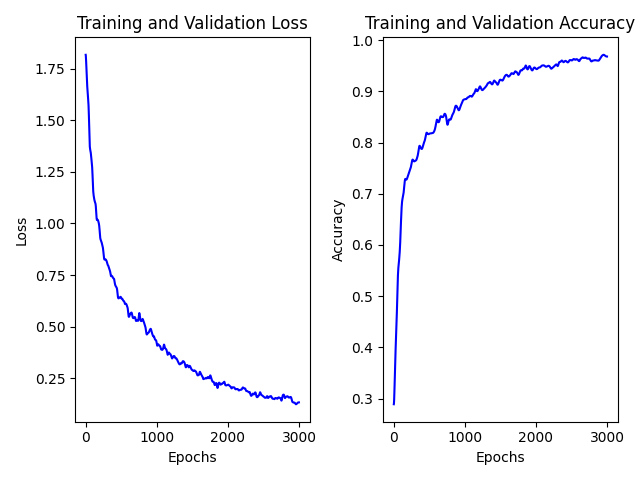 Training and Validation Loss
1.75
1.50
1.25
1.00
0.75
0.50
0.25
Loss
0 1000 2000 3000
Epochs
Training and Validation Accuracy
1.0
0.9
0.8
0.7
0.6
0.5
0.4
0.3
Accuracy
0 1000 2000 3000
Epochs